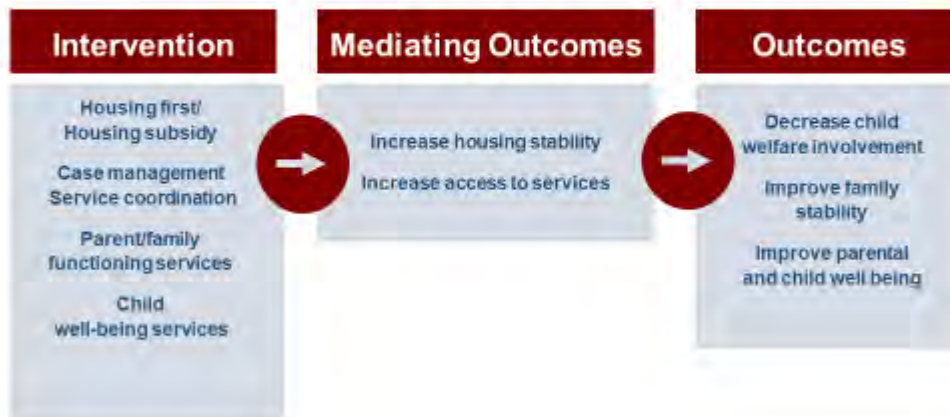 Intervention
Housing first/
Housing subsidy
Case management
Service coordination
Parent/family
functioning services
Child
well-being services
Mediating Outcomes
Increase housing stability
Increase access to services
Outcomes
Decrease child
welfare involvement
Improve family
stability
Improve parental
and child well being